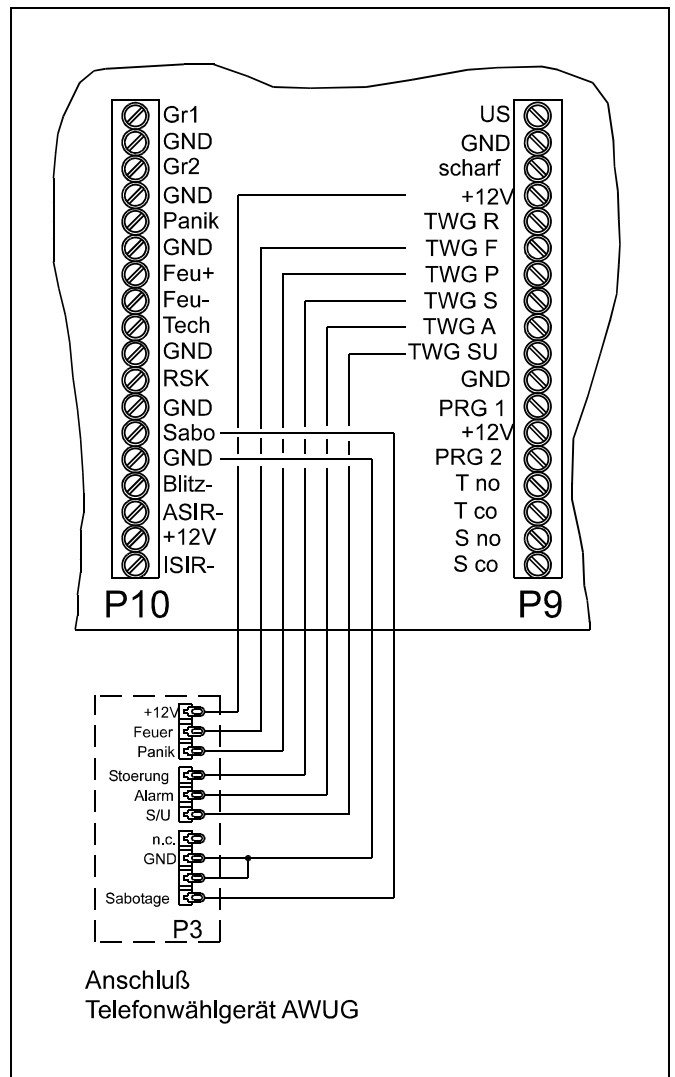 Gr1
GND
Gr2
GND
Panik
GND
Feu+
Feu-
Tech
GND
RSK
GND
Sabo
GND
Blitz-
ASIR-
+12V
ISIR-
P10
US
GND
scharf
+12V
TWG R
TWG F
TWG P
TWG S
TWG A
TWG SU
GND
PRG 1
+12V
PRG 2
T no
T co
S no
S co
P9
+12V
Feuer
Panik
Stoerung
Alarm
S/U
n.c.
GND
Sabotage
P3
Anschluß
Telefonwählgerät AWUG